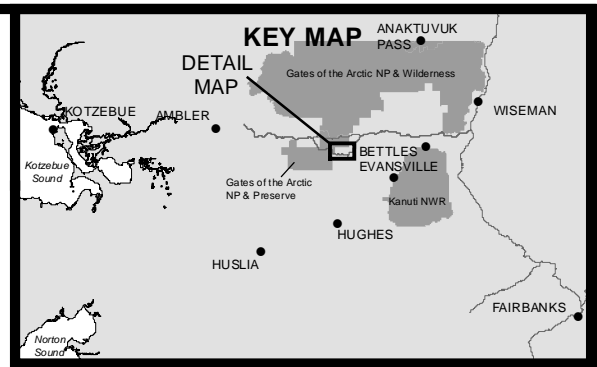 KEY MAP
ANAKTUVUK
PASS
DETAIL
MAP
Gates of the Arctic NP & Wilderness
KOTZEBUE
AMBLER
WISEMAN
Kotzebue
Sound
BETTLES
EVANSVILLE
Gates of the Arctic
NP & Preserve
Kanuti NWR
HUGHES
HUSLIA
FAIRBANKS
Norton
Sound